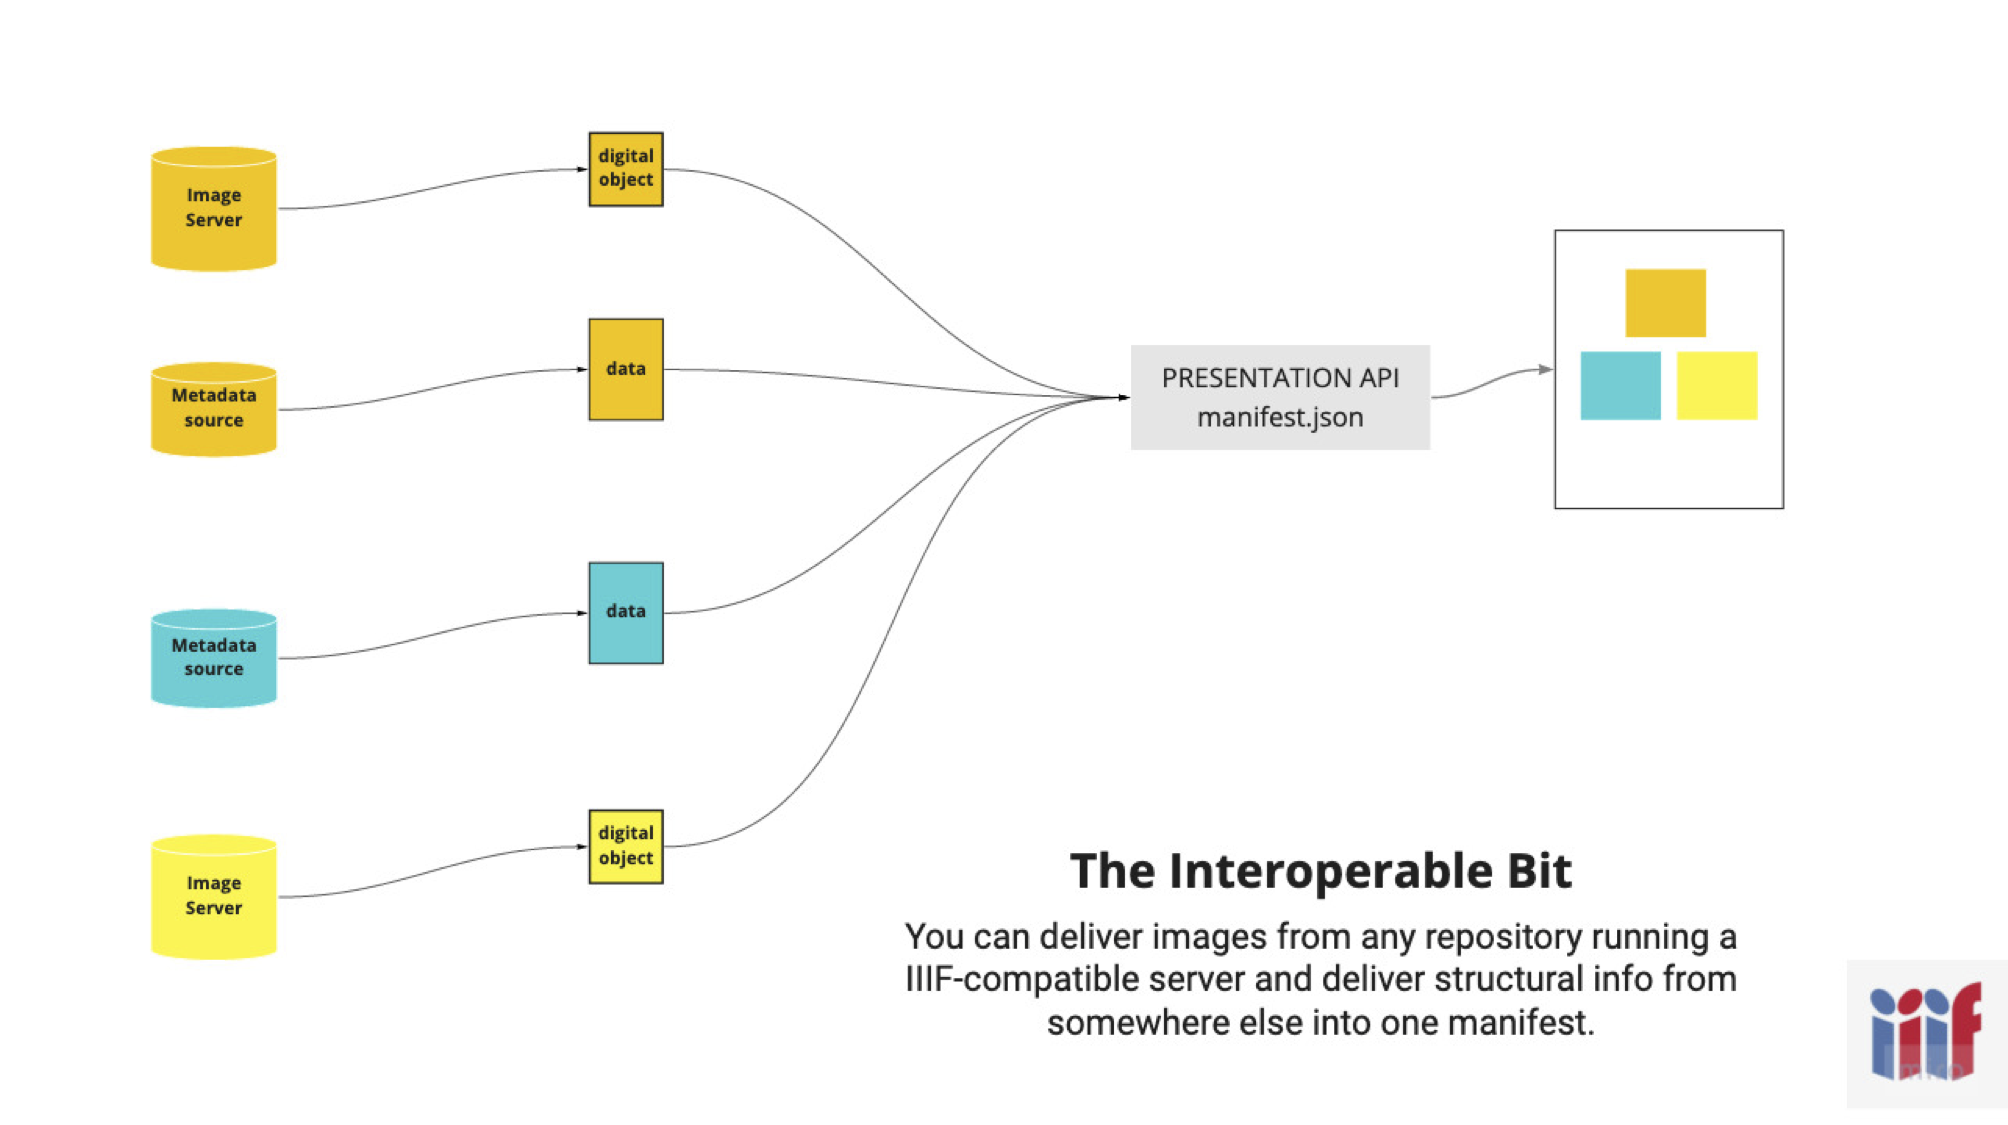 Image
Server
digital
object
Metadata
source
data
PRESENTATION API
manifest.json
Metadata
source
data
Image
Server
digital
object
The Interoperable Bit
You can deliver images from any repository running a
IIIF-compatible server and deliver structural info from
somewhere else into one manifest.
iiif
miro